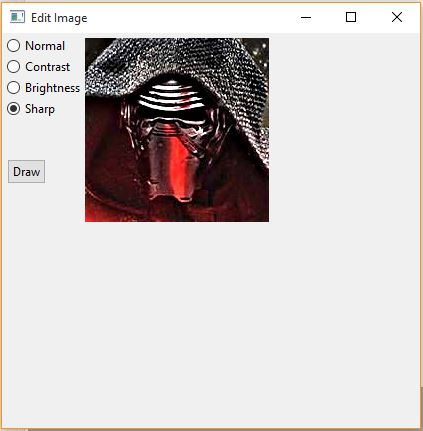 Edit Image
Normal
Contrast
Brightness
Sharp
Draw